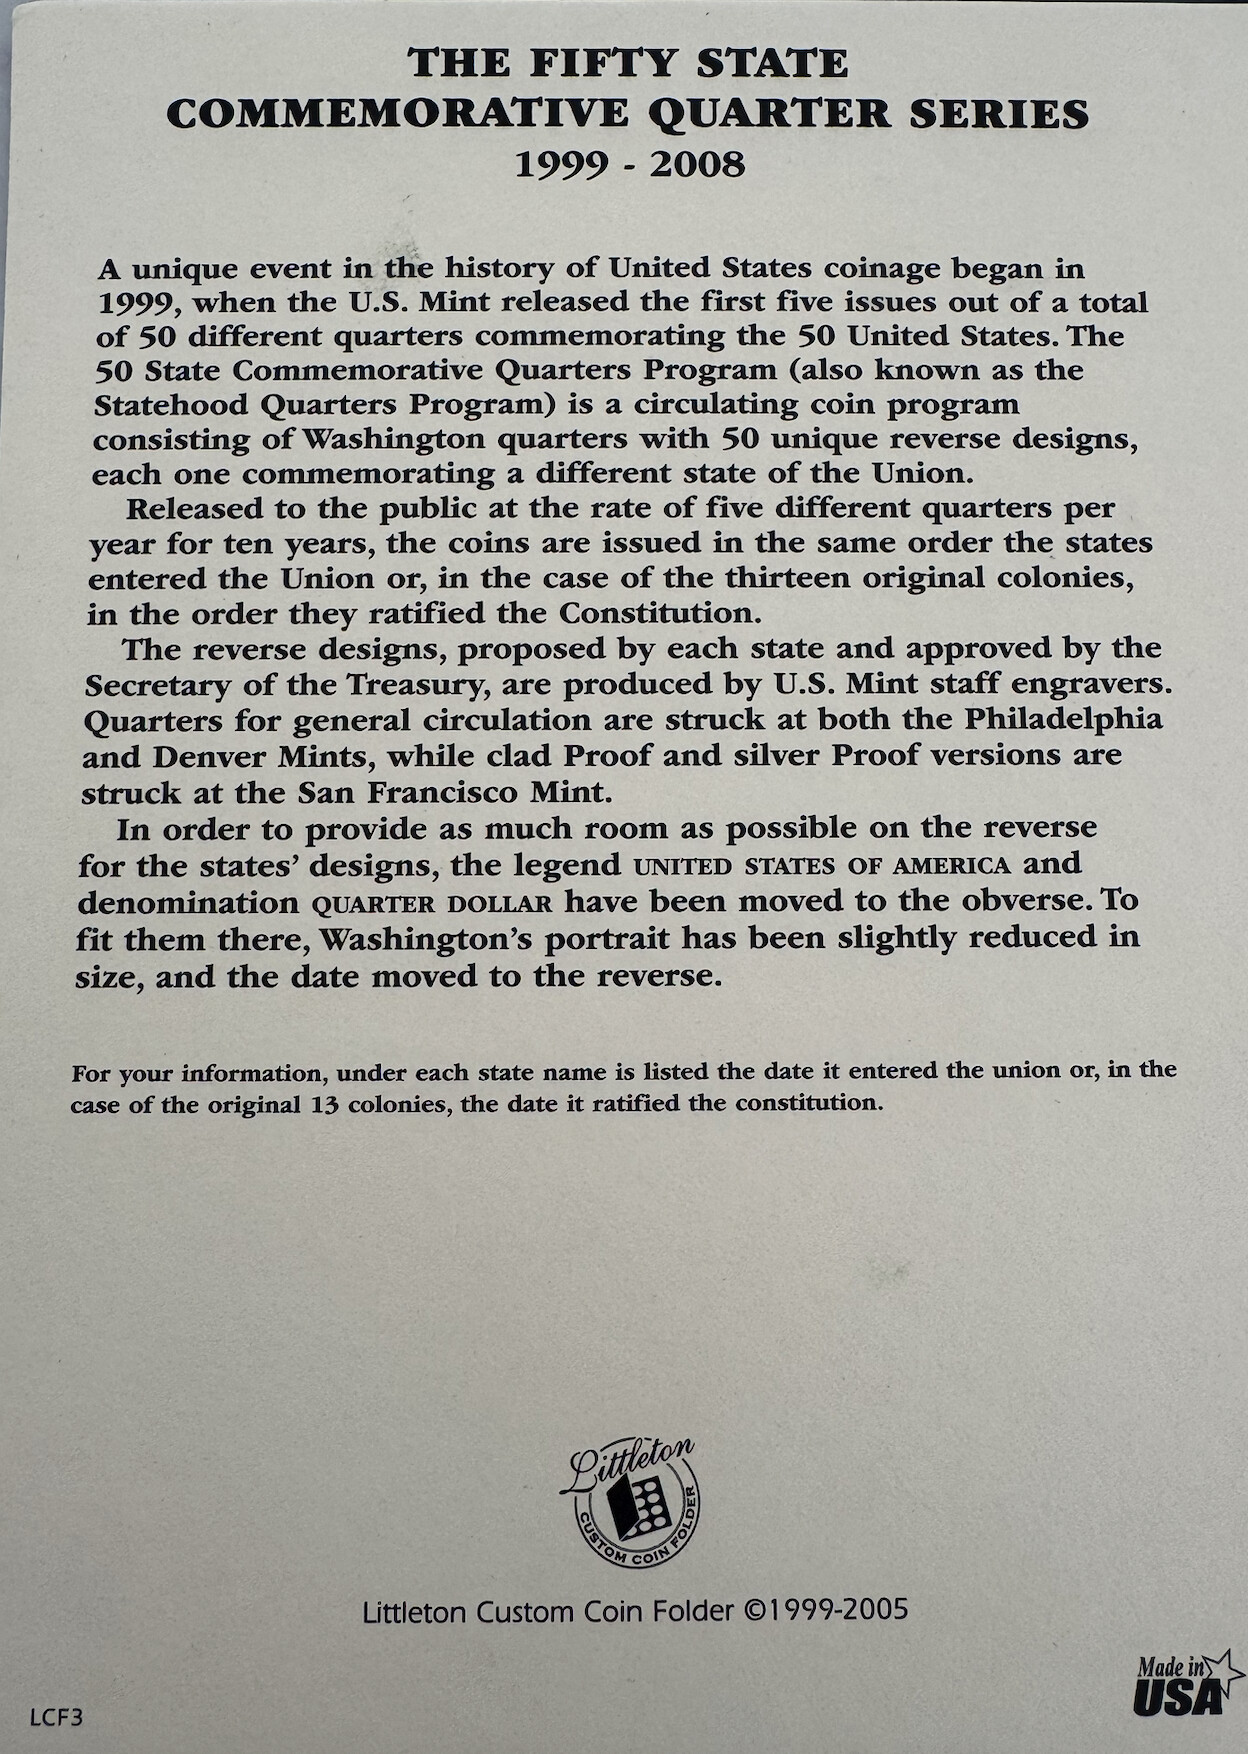 THE FIFTY STATE
COMMEMORATIVE QUARTER SERIES
1999 - 2008
A unique event in the history of United States coinage began in
1999, when the U.S. Mint released the first five issues out of a total
of 50 different quarters commemorating the 50 United States. The
50 State Commemorative Quarters Program (also known as the
Statehood Quarters Program) is a circulating coin program
consisting of Washington quarters with 50 unique reverse designs,
each one commemorating a different state of the Union.
Released to the public at the rate of five different quarters per
year for ten years, the coins are issued in the same order the states
entered the Union or, in the case of the thirteen original colonies,
in the order they ratified the Constitution.
The reverse designs, proposed by each state and approved by the
Secretary of the Treasury, are produced by U.S. Mint staff engravers.
Quarters for general circulation are struck at both the Philadelphia
and Denver Mints, while clad Proof and silver Proof versions are
struck at the San Francisco Mint.
In order to provide as much room as possible on the reverse
for the states' designs, the legend UNITED STATES OF AMERICA and
denomination QUARTER DOLLAR have been moved to the obverse. To
fit them there, Washington's portrait has been slightly reduced in
size, and the date moved to the reverse.
For your information, under each state name is listed the date it entered the union or, in the
case of the original 13 colonies, the date it ratified the constitution.
Littleton
CUSTOM COIN FOLDER
Littleton Custom Coin Folder ©1999-2005
Made in
USA
LCF3